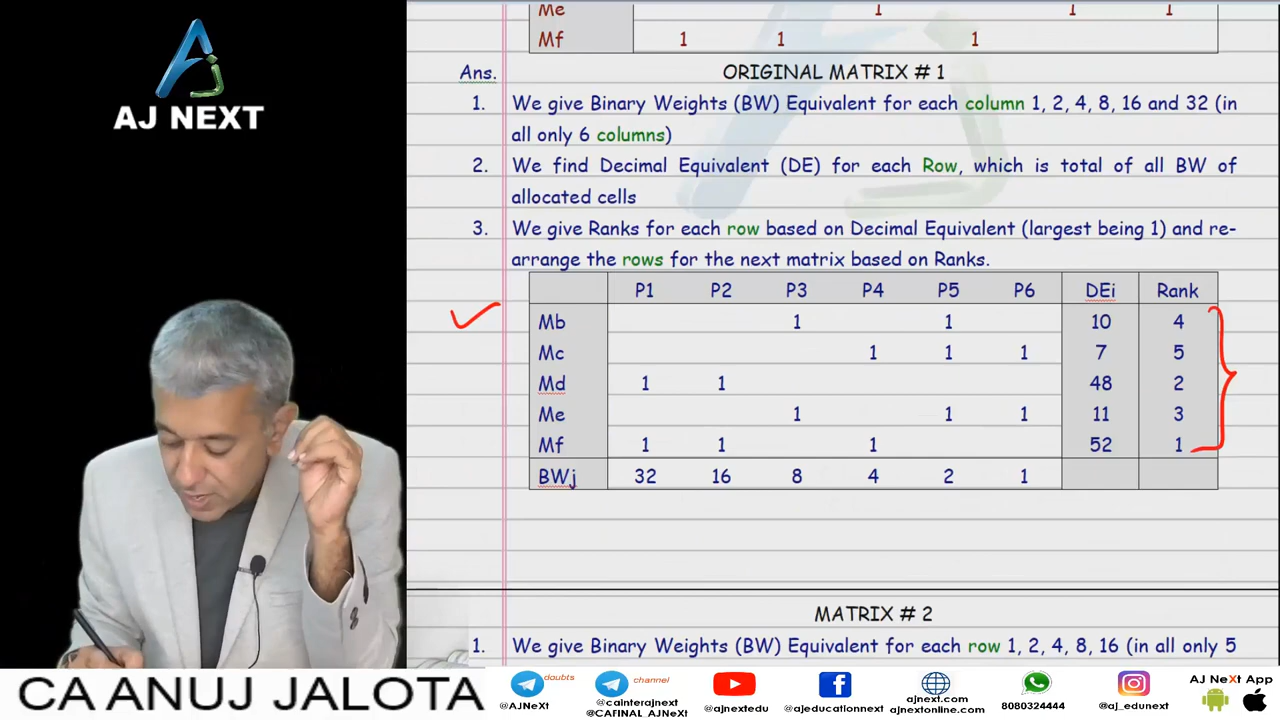 AJ NEXT
Me 1 1 1
Mf 1 1 1
Ans. ORIGINAL MATRIX # 1
1. We give Binary Weights (BW) Equivalent for each column 1, 2, 4, 8, 16 and 32 (in
all only 6 columns)
2. We find Decimal Equivalent (DE) for each Row, which is total of all BW of
allocated cells
3. We give Ranks for each row based on Decimal Equivalent (largest being 1) and re-
arrange the rows for the next matrix based on Ranks.
P1 P2 P3 P4 P5 P6 DEi Rank
Mb 1 1 10 4
Mc 1 1 1 7 5
Md 1 1 48 2
Me 1 1 1 11 3
Mf 1 1 1 52 1
BWj 32 16 8 4 2 1
MATRIX # 2
1. We give Binary Weights (BW) Equivalent for each row 1, 2, 4, 8, 16 (in all only 5
CA ANUJ JALOTA
doubts
@AJNeXt
channel
@cainterajnext
@CAFINAL_AJNeXt
@ajnextedu
@ajeducationnext
ajnext.com
ajnextonline.com
8080324444
@aj_edunext
AJ NeXt App